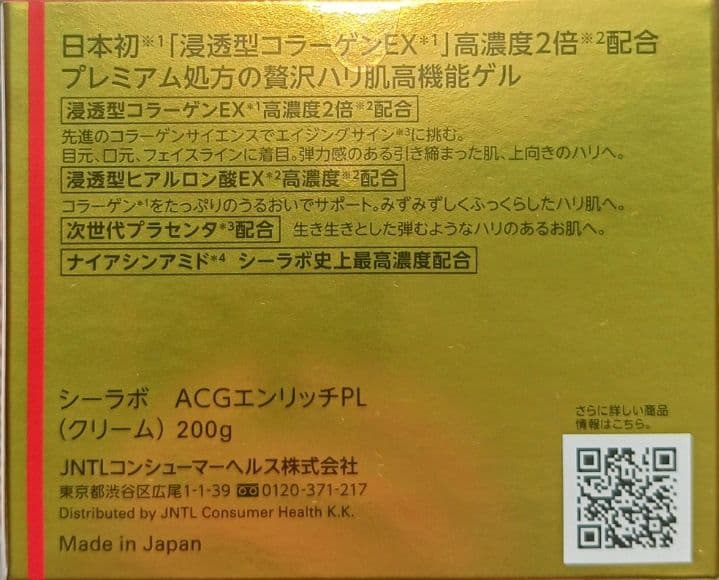 日本初※1「浸透型コラーゲンEX*1」高濃度2倍※2配合
プレミアム処方の贅沢ハリ肌高機能ゲル
浸透型コラーゲンEX*1高濃度2倍※2配合
先進のコラーゲンサイエンスでエイジングサイン※3に挑む。
目元、口元、フェイスラインに着目。弾力感のある引き締まった肌、上向きのハリへ。
浸透型ヒアルロン酸EX*2高濃度※2配合
コラーゲン*1をたっぷりのうるおいでサポート。みずみずしくふっくらしたハリ肌へ。
次世代プラセンタ*3配合 生き生きとした弾むようなハリのあるお肌へ。
ナイアシンアミド*4 シーラボ史上最高濃度配合
シーラボ ACGエンリッチPL
(クリーム) 200g
JNTLコンシューマーヘルス株式会社
東京都渋谷区広尾1-1-39 0120-371-217
Distributed by JNTL Consumer Health K.K.
Made in Japan
さらに詳しい商品
情報はこちら。